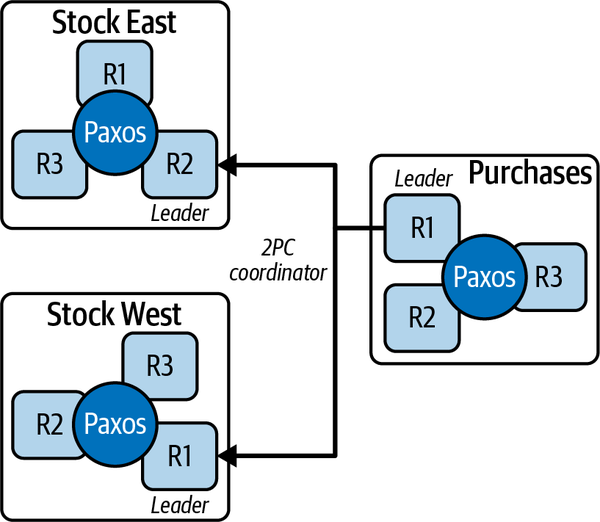 Stock East
R1
Paxos
R3
R2
Leader
2PC
coordinator
Leader
Purchases
R1
Paxos
R3
R2
Stock West
R3
R2
Paxos
R1
Leader